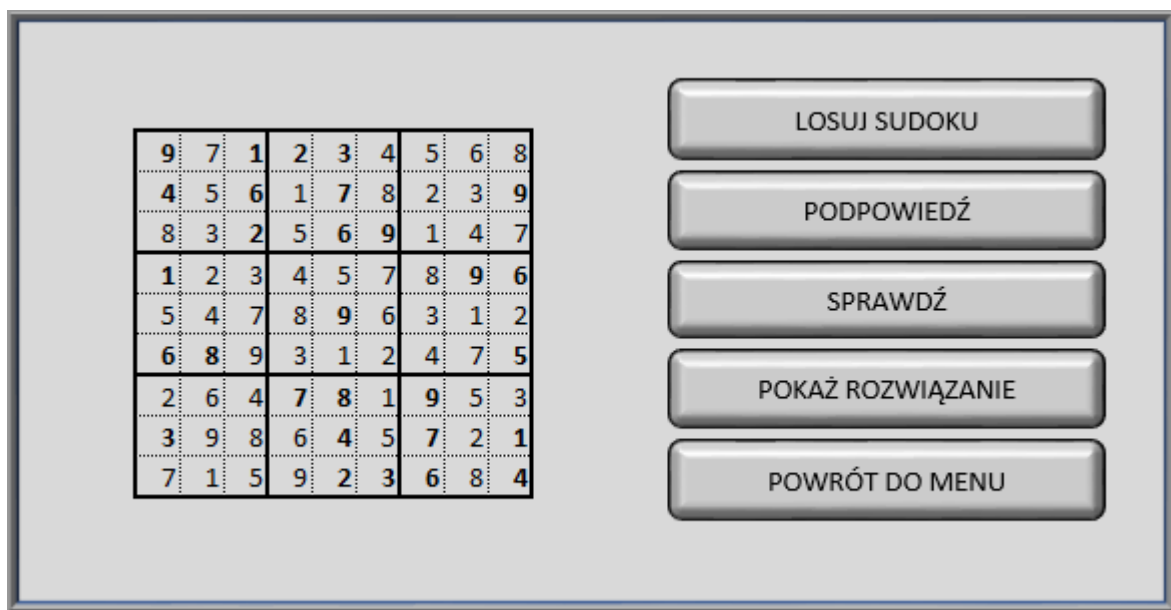 9 7 1 2 3 4 5 6 8
4 5 6 1 7 8 2 3 9
8 3 2 5 6 9 1 4 7
1 2 3 4 5 7 8 9 6
5 4 7 8 9 6 3 1 2
6 8 9 3 1 2 4 7 5
2 6 4 7 8 1 9 5 3
3 9 8 6 4 5 7 2 1
7 1 5 9 2 3 6 8 4
LOSUJ SUDOKU
PODPOWIEDŹ
SPRAWDŹ
POKAŻ ROZWIĄZANIE
POWRÓT DO MENU